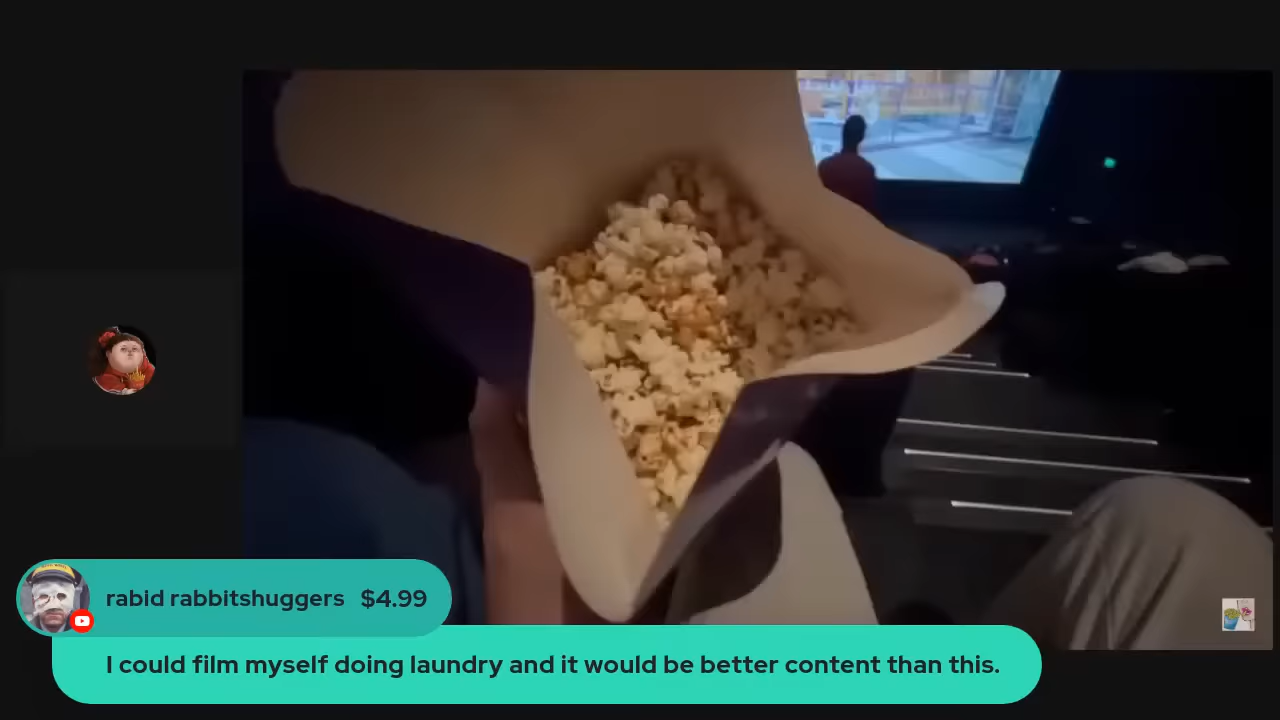 rabid rabbitshuggers $4.99
I could film myself doing laundry and it would be better content than this.